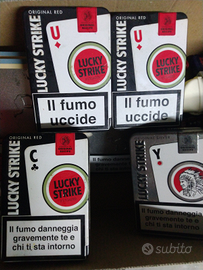 ORIGINAL RED
LUCKY STRIKE
U
LUCKY
STRIKE
Il fumo
uccide
ORIGINAL RED
LUCKY STRIKE
U
LUCKY
STRIKE
Il fumo
uccide
ORIGINAL RED
LUCKY STRIKE
C
LUCKY
STRIKE
Il fumo danneggia
gravemente te e
chi ti sta intorno
LUCKY STRIKE
Y
Il fumo danneggia
gravemente te e
chi ti sta intorno
Il fumo
subito